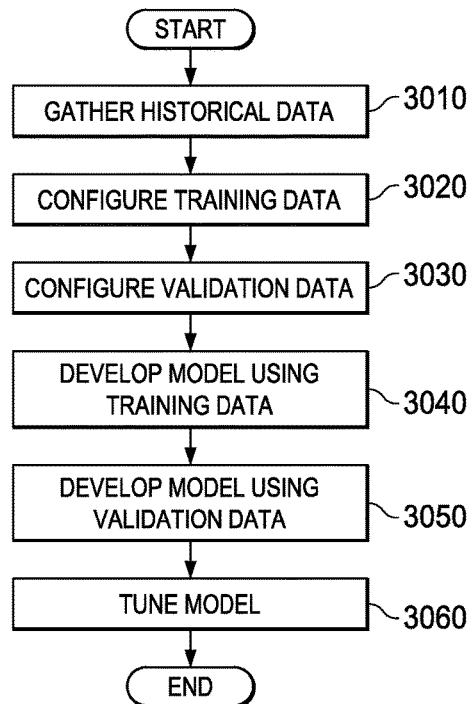 START
GATHER HISTORICAL DATA
3010
CONFIGURE TRAINING DATA
3020
CONFIGURE VALIDATION DATA
3030
DEVELOP MODEL USING
TRAINING DATA
3040
DEVELOP MODEL USING
VALIDATION DATA
3050
TUNE MODEL
3060
END